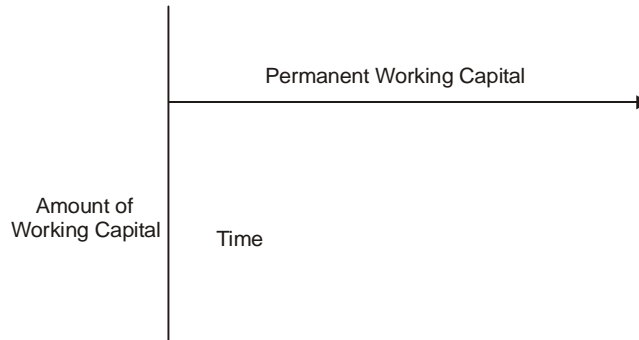 Permanent Working Capital
Amount of
Working Capital
Time